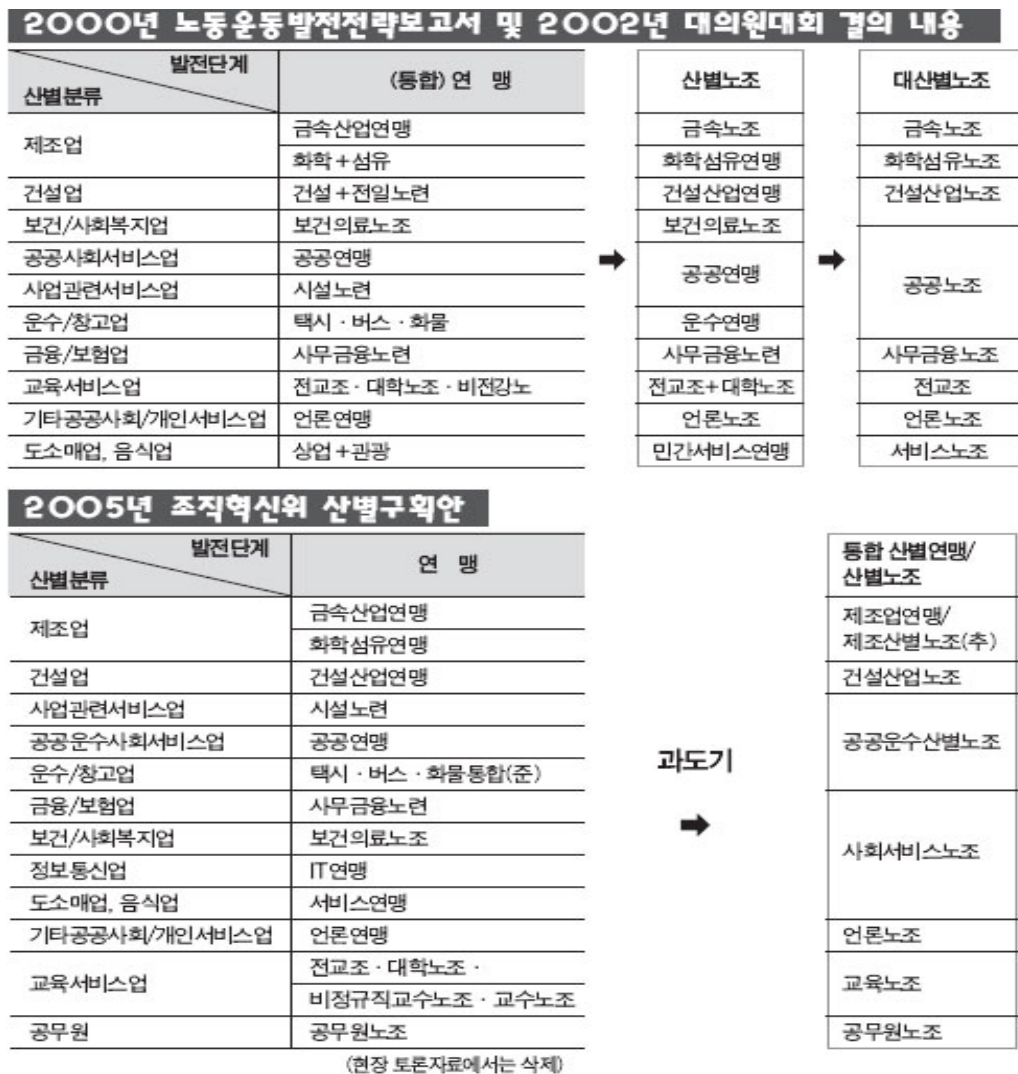 2000년 노동운동발전전략보고서 및 2002년 대의원대회 결의 내용
발전단계
산별분류
(통합) 연 맹
산별노조
대산별노조
제조업
금속산업연맹
금속노조
금속노조
화학+섬유
화학섬유연맹
화학섬유노조
건설업
건설+전일노련
건설산업연맹
건설산업노조
보건/사회복지업
보건의료노조
보건의료노조
공공사회서비스업
공공연맹
➡
공공연맹
➡
공공노조
사업관련서비스업
시설노련
운수/창고업
택시 · 버스 · 화물
운수연맹
금융/보험업
사무금융노련
사무금융노련
사무금융노조
교육서비스업
전교조 · 대학노조 · 비전강노
전교조+대학노조
전교조
기타공공사회/개인서비스업
언론연맹
언론노조
언론노조
도소매업, 음식업
상업+관광
민간서비스연맹
서비스노조
2005년 조직혁신위 산별구획안
발전단계
산별분류
연 맹
통합 산별연맹/
산별노조
제조업
금속산업연맹
화학섬유연맹
제조업연맹/
제조산별노조(추)
건설업
건설산업연맹
건설산업노조
사업관련서비스업
시설노련
공공운수사회서비스업
공공연맹
공공운수산별노조
운수/창고업
택시 · 버스 · 화물통합(준)
과도기
➡
금융/보험업
사무금융노련
보건/사회복지업
보건의료노조
사회서비스노조
정보통신업
IT연맹
도소매업, 음식업
서비스연맹
기타공공사회/개인서비스업
언론연맹
언론노조
교육서비스업
전교조 · 대학노조 ·
비정규직교수노조 · 교수노조
교육노조
공무원
공무원노조
공무원노조
(현장 토론자료에서는 삭제)